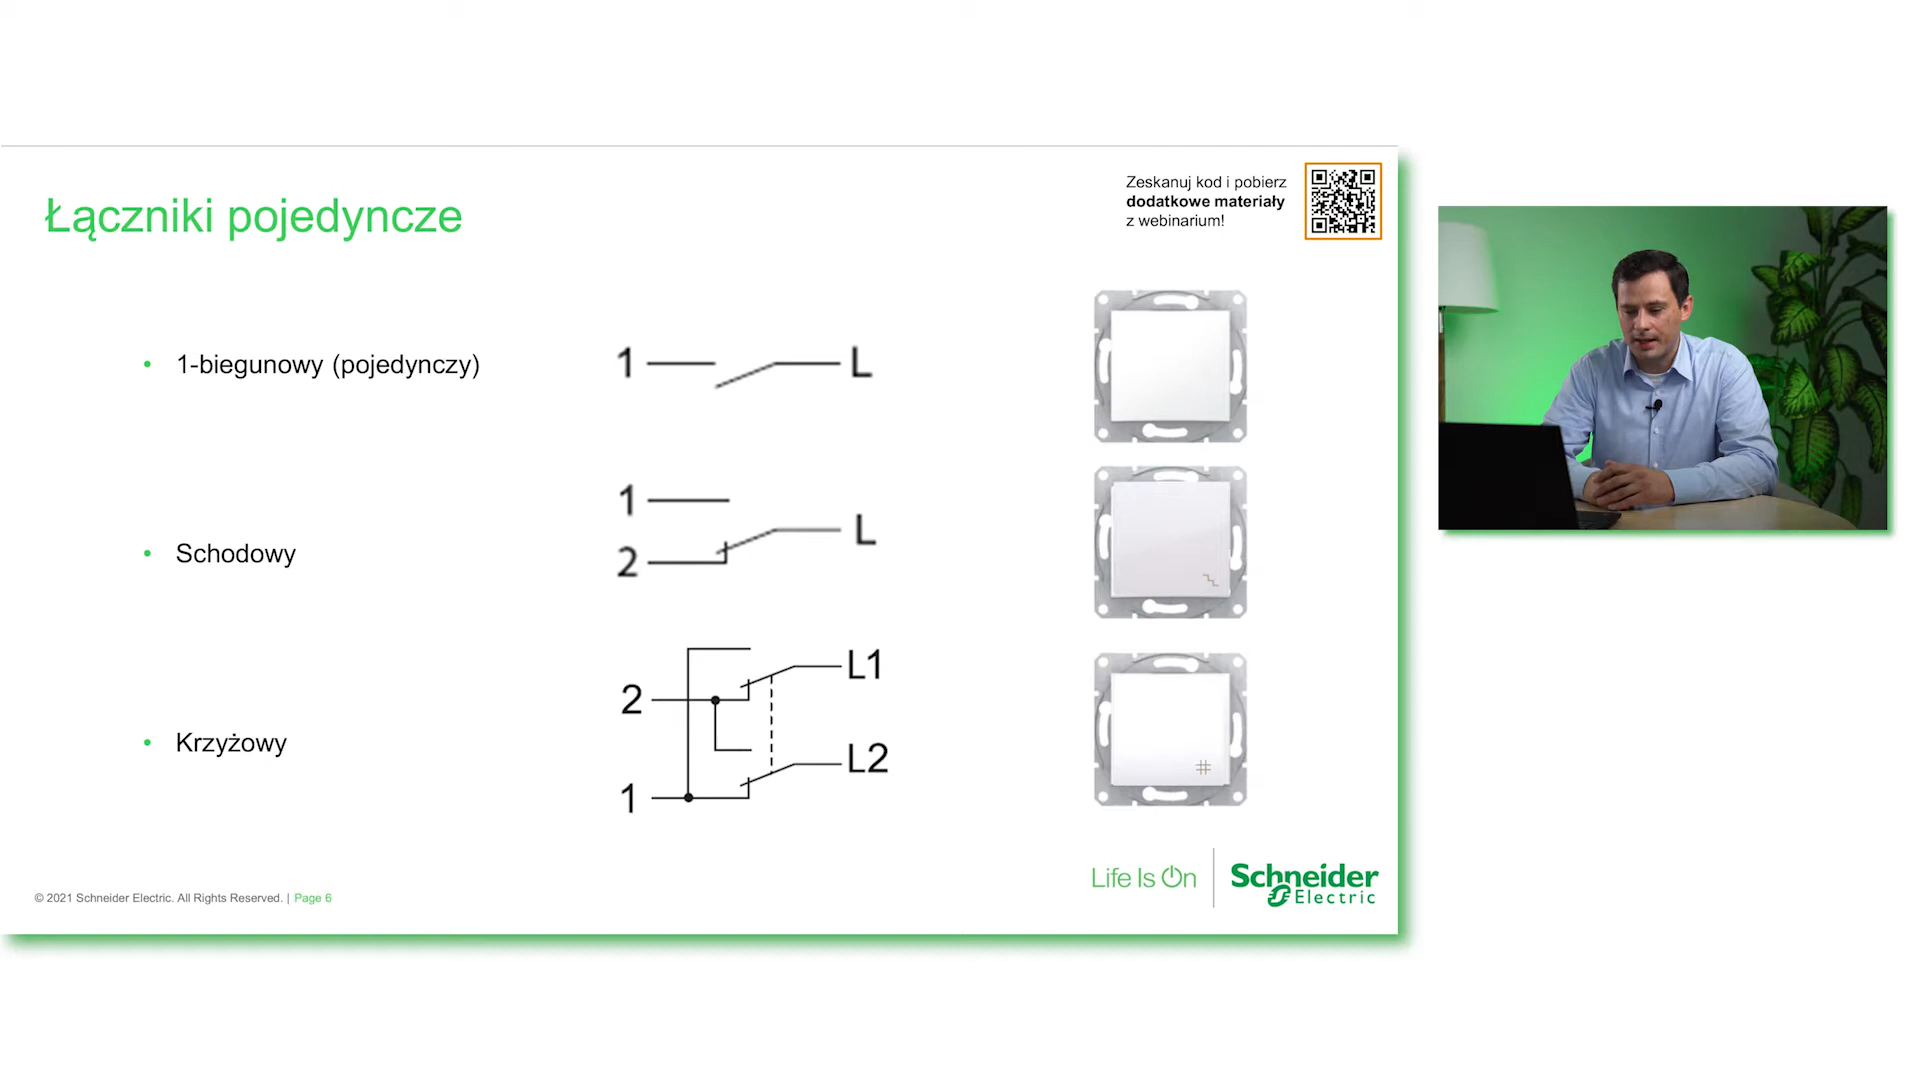 Zeskanuj kod i pobierz
dodatkowe materiały
z webinarium!
Łączniki pojedyncze
• 1-biegunowy (pojedynczy)
1 L
• Schodowy
1
2 L
• Krzyżowy
2 L1
1 L2
© 2021 Schneider Electric. All Rights Reserved. | Page 6
Life Is On
Schneider
Electric